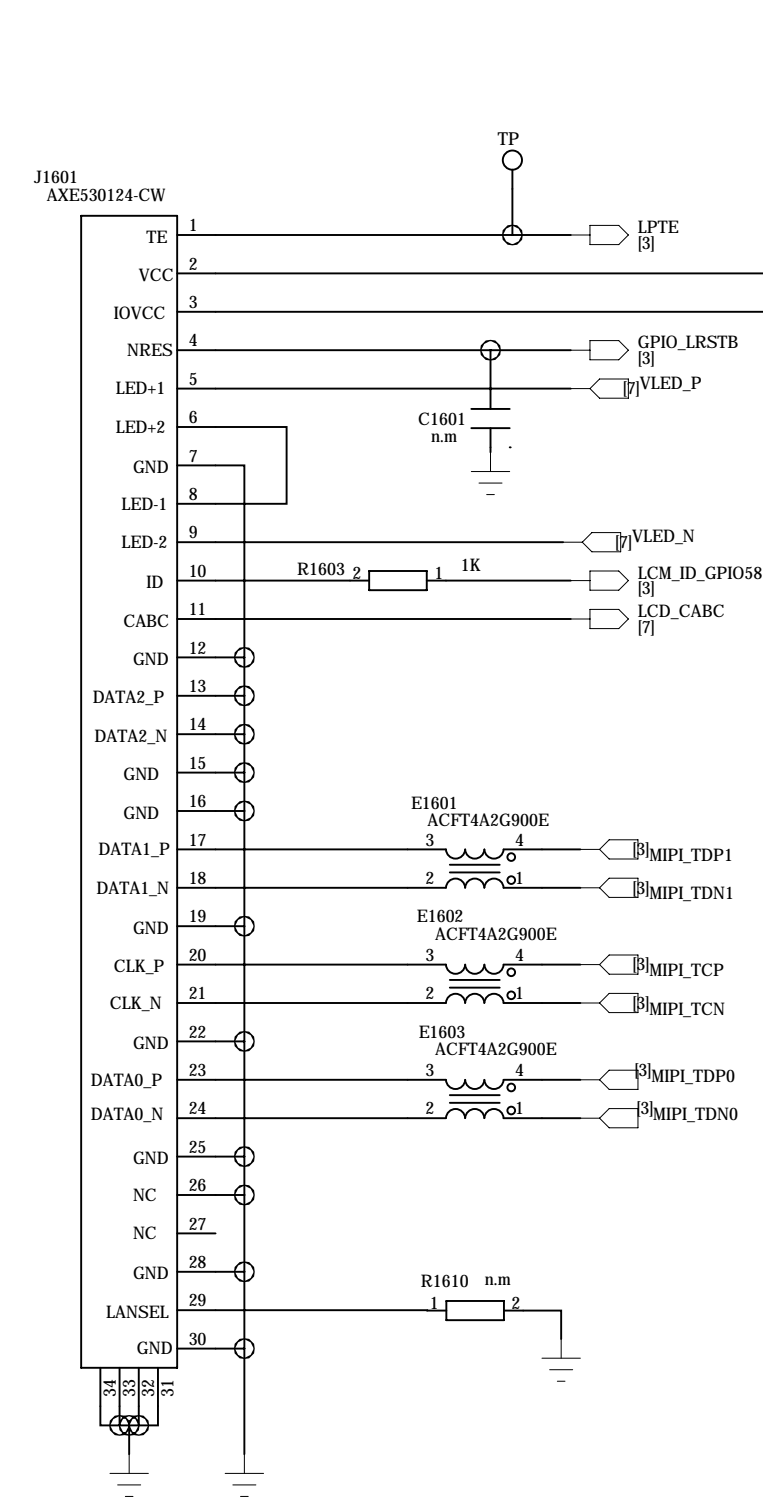 TP
J1601
AXE530124-CW
TE 1 LPTE
[3]
VCC 2
IOVCC 3
NRES 4 GPIO_LRSTB
[3]
LED+1 5 [7] VLED_P
LED+2 6 C1601
n.m
GND 7
LED-1 8
LED-2 9 [7] VLED_N
ID 10 R1603 2 1 1K LCM_ID_GPIO58
[3]
CABC 11 LCD_CABC
[7]
GND 12
DATA2_P 13
DATA2_N 14
GND 15
GND 16
E1601
ACFT4A2G900E
DATA1_P 17 3 4 [3] MIPI_TDP1
DATA1_N 18 2 1 [3] MIPI_TDN1
GND 19
E1602
ACFT4A2G900E
CLK_P 20 3 4 [3] MIPI_TCP
CLK_N 21 2 1 [3] MIPI_TCN
GND 22
E1603
ACFT4A2G900E
DATA0_P 23 3 4 [3] MIPI_TDP0
DATA0_N 24 2 1 [3] MIPI_TDN0
GND 25
NC 26
NC 27
GND 28
R1610 n.m
LANSEL 29 1 2
GND 30
34 33 32 31